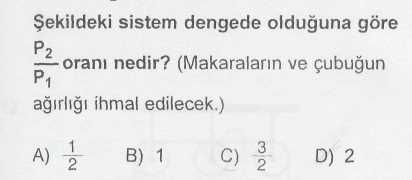 Şekildeki sistem dengede olduğuna göre
P2/P1 oranı nedir? (Makaraların ve çubuğun
ağırlığı ihmal edilecek.)
A) 1/2 B) 1 C) 3/2 D) 2